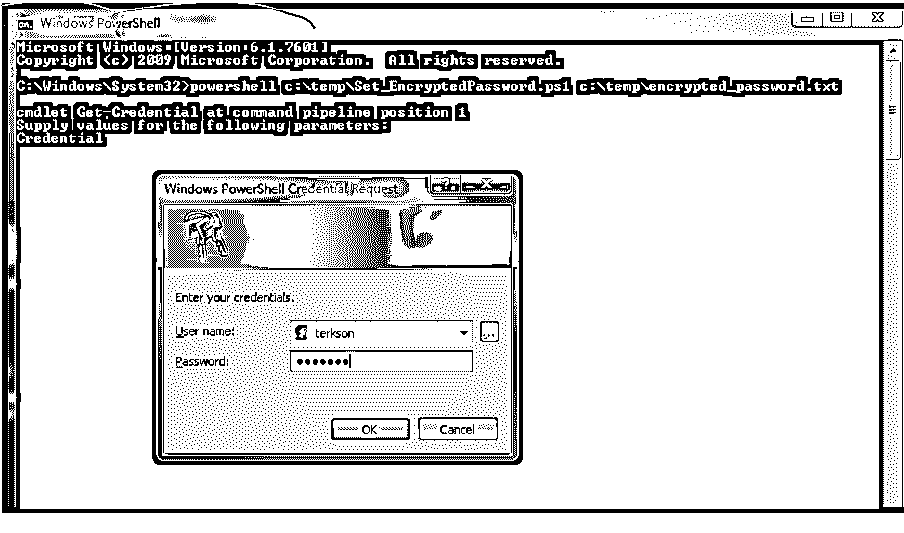 Windows PowerShell
Microsoft Windows [Version 6.1.7601]
Copyright (c) 2009 Microsoft Corporation. All rights reserved.
C:\Windows\System32>powershell c:\temp\Set_EncryptedPassword.ps1 c:\temp\encrypted_password.txt
cmdlet Get-Credential at command pipeline position 1
Supply values for the following parameters:
Credential
Windows PowerShell Credential Request
Enter your credentials.
User name: terkson ...
Password: •••••••
OK Cancel